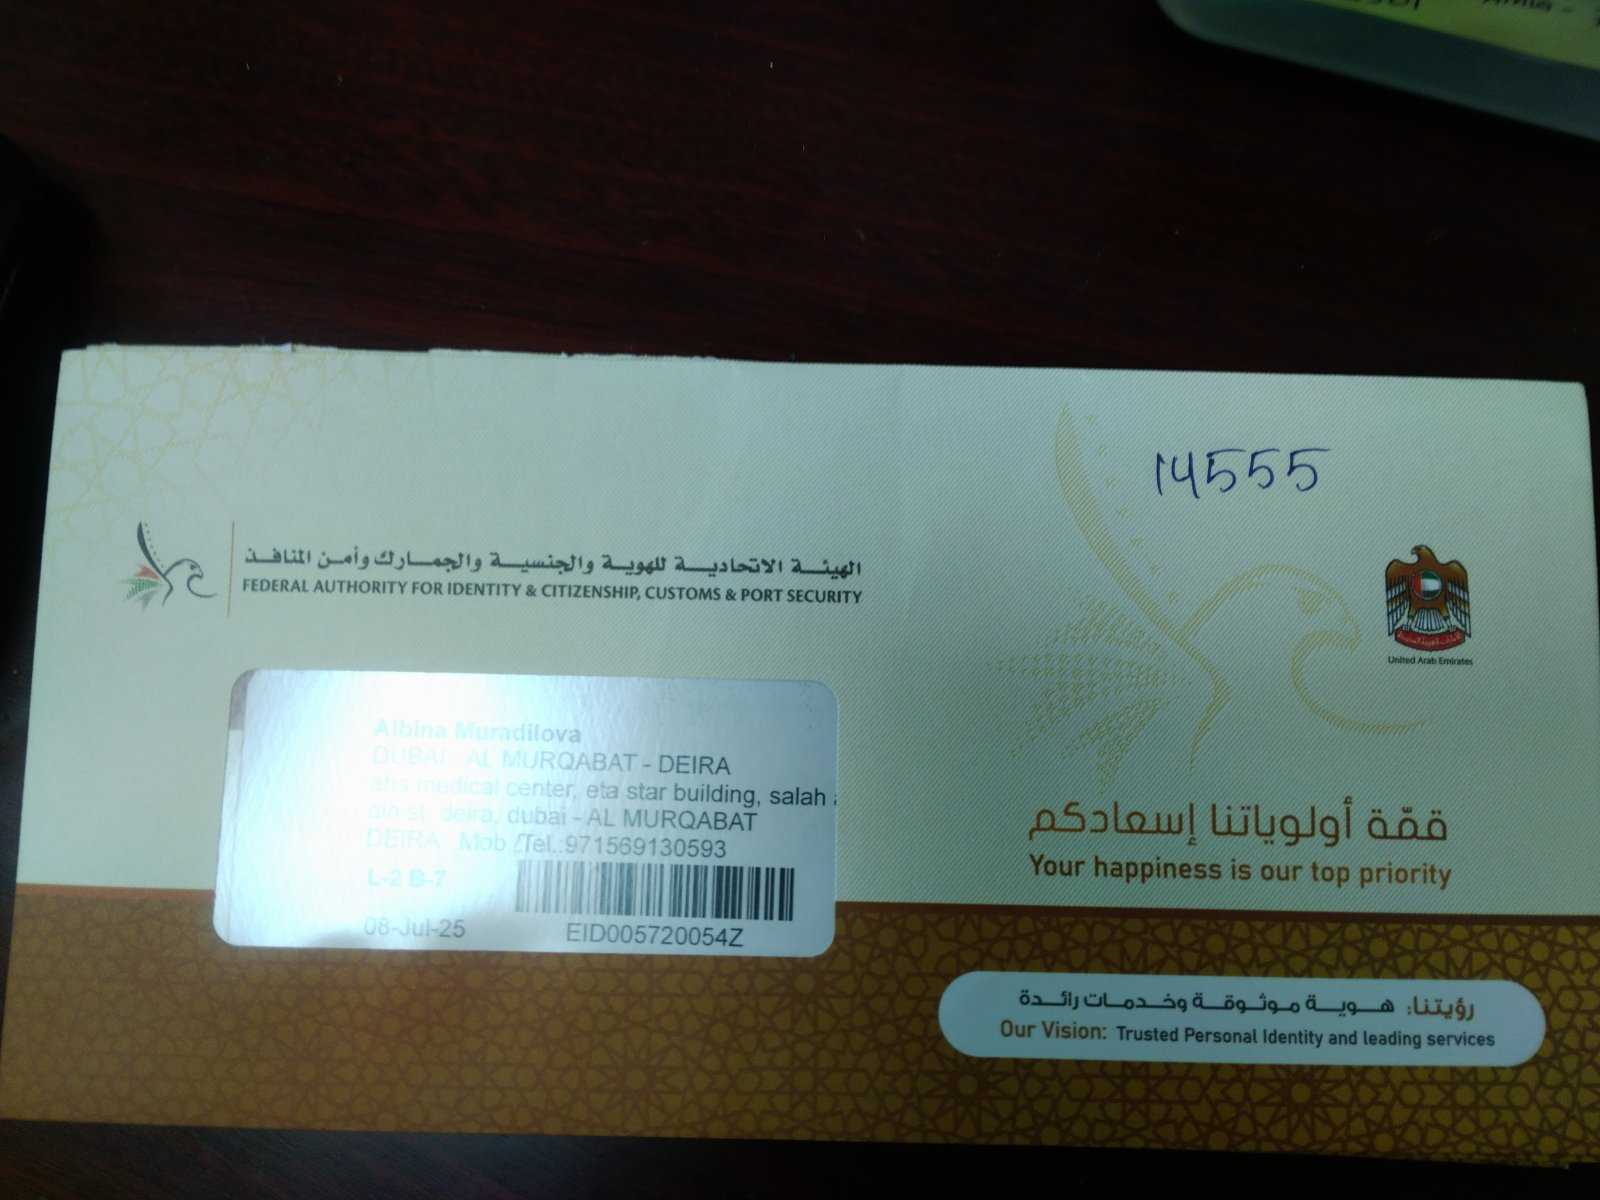 14555
الهيئة الاتحادية للهوية والجنسية والجمارك وأمن المنافذ
FEDERAL AUTHORITY FOR IDENTITY & CITIZENSHIP, CUSTOMS & PORT SECURITY
United Arab Emirates
Albina Muradilova
DUBAI AL MURQABAT - DEIRA
medical center, eta star building, salah
st. deira, dubai - AL MURQABAT
DEIRA Mob /Tel.:971569130593
L-2 B-7
08-Jul-25
EID005720054Z
قمّة أولوياتنا إسعادكم
Your happiness is our top priority
رؤيتنا: هوية موثوقة وخدمات رائدة
Our Vision: Trusted Personal Identity and leading services